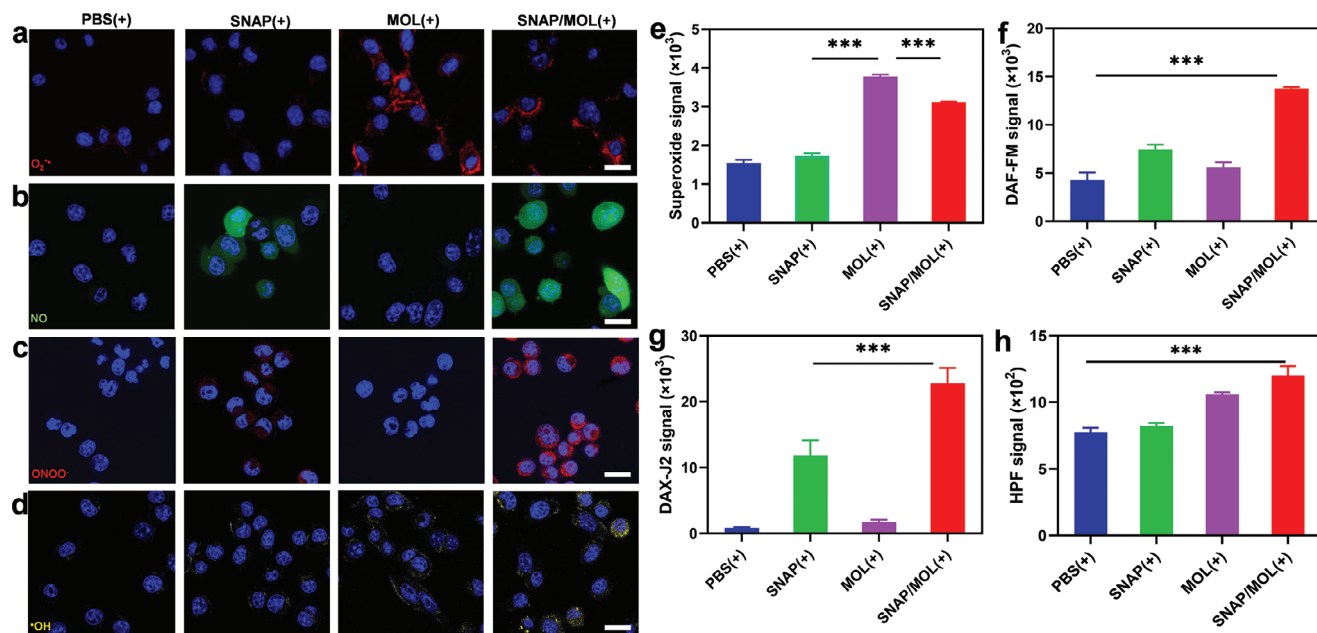 PBS(+) SNAP(+) MOL(+) SNAP/MOL(+)
a
O₂⁻•
b
NO
c
ONOO⁻
d
•OH
e
Superoxide signal (×10³)
5
4
3
2
1
0
*** ***
PBS(+) SNAP(+) MOL(+) SNAP/MOL(+)
f
DAF-FM signal (×10³)
20
15
10
5
0
***
PBS(+) SNAP(+) MOL(+) SNAP/MOL(+)
g
DAX-J2 signal (×10³)
30
20
10
0
***
PBS(+) SNAP(+) MOL(+) SNAP/MOL(+)
h
HPF signal (×10²)
15
10
5
0
***
PBS(+) SNAP(+) MOL(+) SNAP/MOL(+)